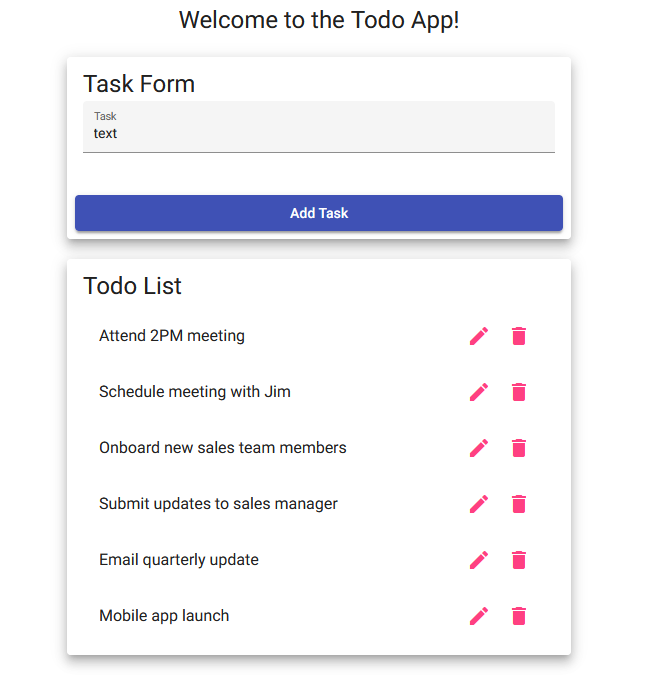 Welcome to the Todo App!
Task Form
Task
text
Add Task
Todo List
Attend 2PM meeting
Schedule meeting with Jim
Onboard new sales team members
Submit updates to sales manager
Email quarterly update
Mobile app launch